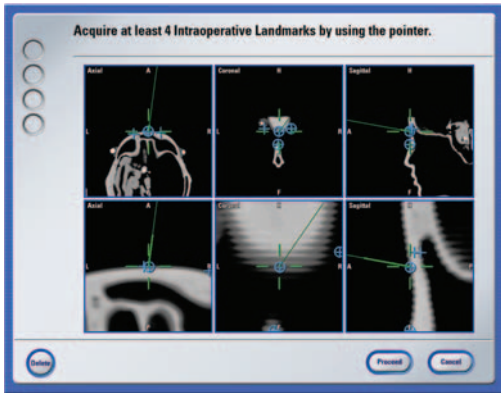 Acquire at least 4 Intraoperative Landmarks by using the pointer.
Axial A Coronal H Sagittal H
L R L R A P
F F
Axial A Coronal Sagittal
L R L R A P
Delete Proceed Cancel